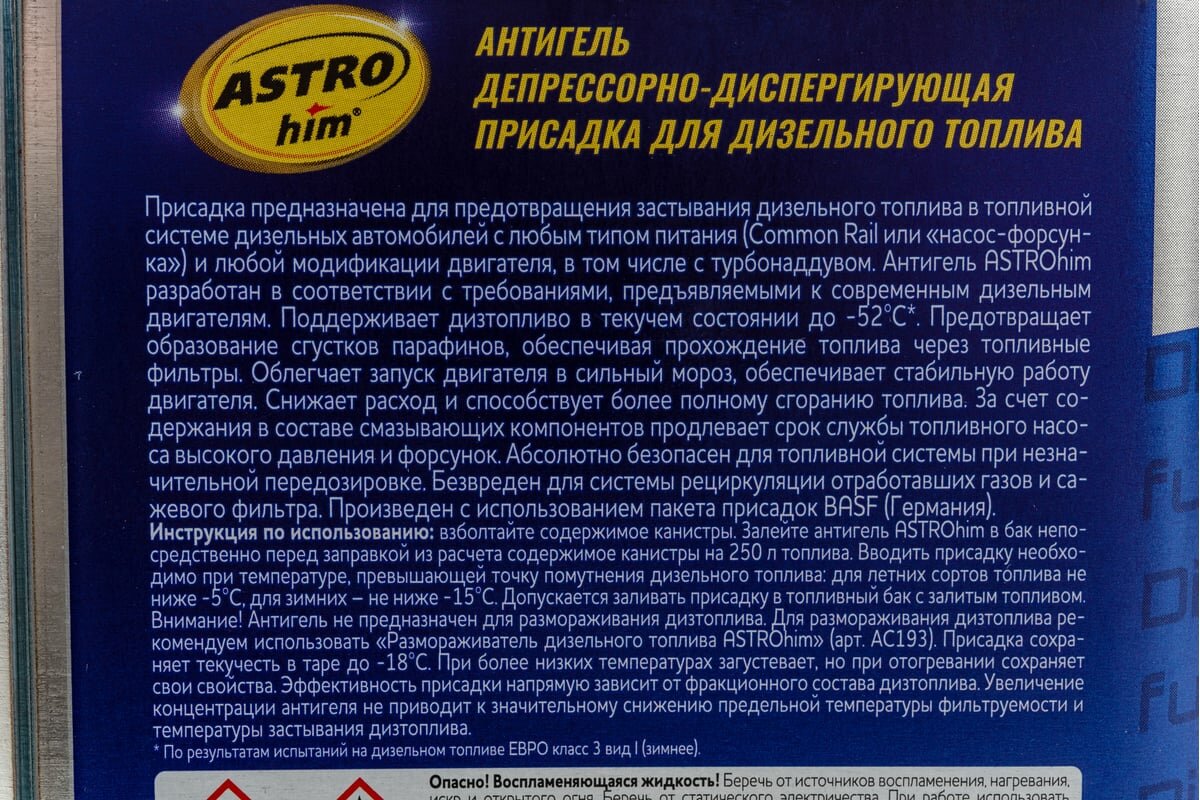 ASTRO
him®
АНТИГЕЛЬ
ДЕПРЕССОРНО-ДИСПЕРГИРУЮЩАЯ
ПРИСАДКА ДЛЯ ДИЗЕЛЬНОГО ТОПЛИВА
Присадка предназначена для предотвращения застывания дизельного топлива в топливной
системе дизельных автомобилей с любым типом питания (Common Rail или «насос-форсун-
ка») и любой модификации двигателя, в том числе с турбонаддувом. Антигель ASTROhim
разработан в соответствии с требованиями, предъявляемыми к современным дизельным
двигателям. Поддерживает дизтопливо в текучем состоянии до -52°С*. Предотвращает
образование сгустков парафинов, обеспечивая прохождение топлива через топливные
фильтры. Облегчает запуск двигателя в сильный мороз, обеспечивает стабильную работу
двигателя. Снижает расход и способствует более полному сгоранию топлива. За счет со-
держания в составе смазывающих компонентов продлевает срок службы топливного насо-
са высокого давления и форсунок. Абсолютно безопасен для топливной системы при незна-
чительной передозировке. Безвреден для системы рециркуляции отработавших газов и са-
жевого фильтра. Произведен с использованием пакета присадок BASF (Германия).
Инструкция по использованию: взболтайте содержимое канистры. Залейте антигель ASTROhim в бак непо-
средственно перед заправкой из расчета содержимое канистры на 250 л топлива. Вводить присадку необхо-
димо при температуре, превышающей точку помутнения дизельного топлива: для летних сортов топлива не
ниже -5°С, для зимних – не ниже -15°С. Допускается заливать присадку в топливный бак с залитым топливом.
Внимание! Антигель не предназначен для размораживания дизтоплива. Для размораживания дизтоплива ре-
комендуем использовать «Размораживатель дизельного топлива ASTROhim» (арт. AC193). Присадка сохра-
няет текучесть в таре до -18°С. При более низких температурах загустевает, но при отогревании сохраняет
свои свойства. Эффективность присадки напрямую зависит от фракционного состава дизтоплива. Увеличение
концентрации антигеля не приводит к значительному снижению предельной температуры фильтруемости и
температуры застывания дизтоплива.
* По результатам испытаний на дизельном топливе ЕВРО класс 3 вид I (зимнее).
Опасно! Воспламеняющаяся жидкость! Беречь от источников воспламенения, нагревания,
искр и открытого огня. Беречь от статического электричества. При работе использовать